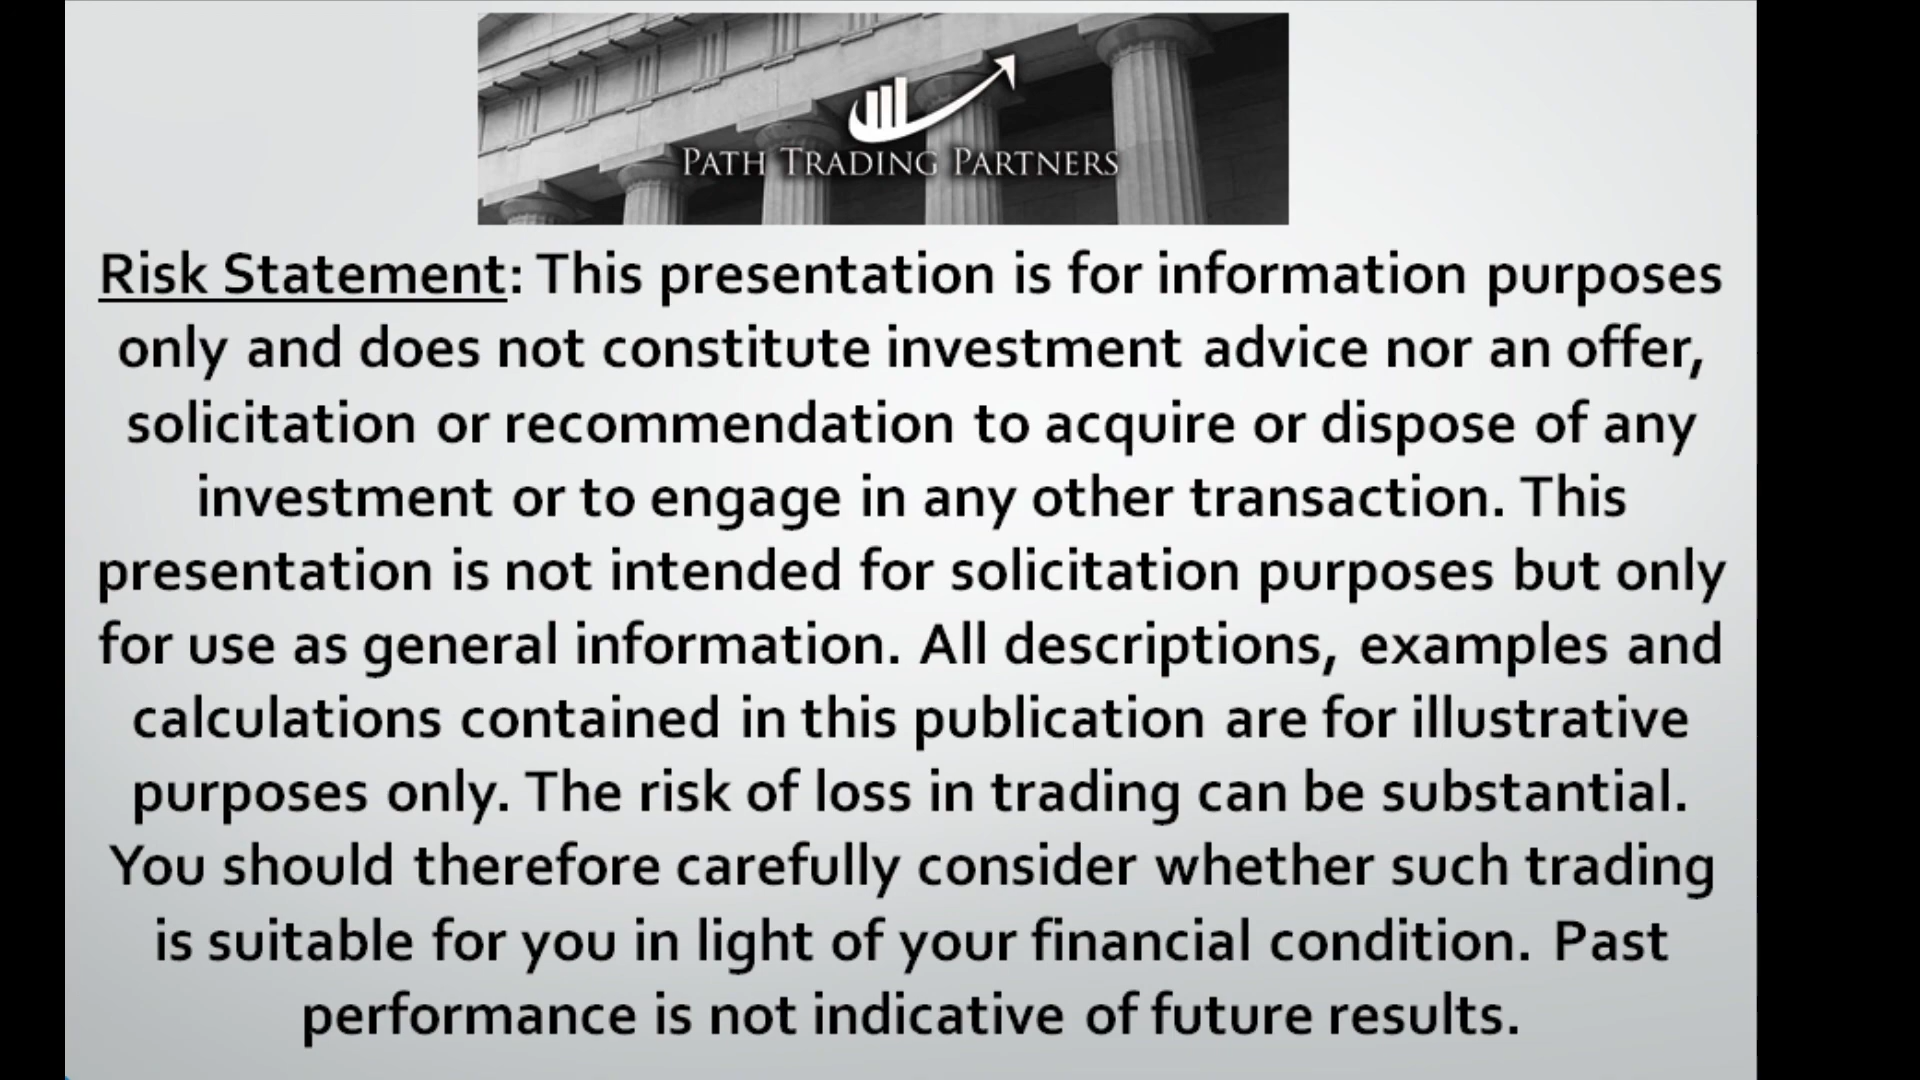 PATH TRADING PARTNERS
Risk Statement: This presentation is for information purposes
only and does not constitute investment advice nor an offer,
solicitation or recommendation to acquire or dispose of any
investment or to engage in any other transaction. This
presentation is not intended for solicitation purposes but only
for use as general information. All descriptions, examples and
calculations contained in this publication are for illustrative
purposes only. The risk of loss in trading can be substantial.
You should therefore carefully consider whether such trading
is suitable for you in light of your financial condition. Past
performance is not indicative of future results.